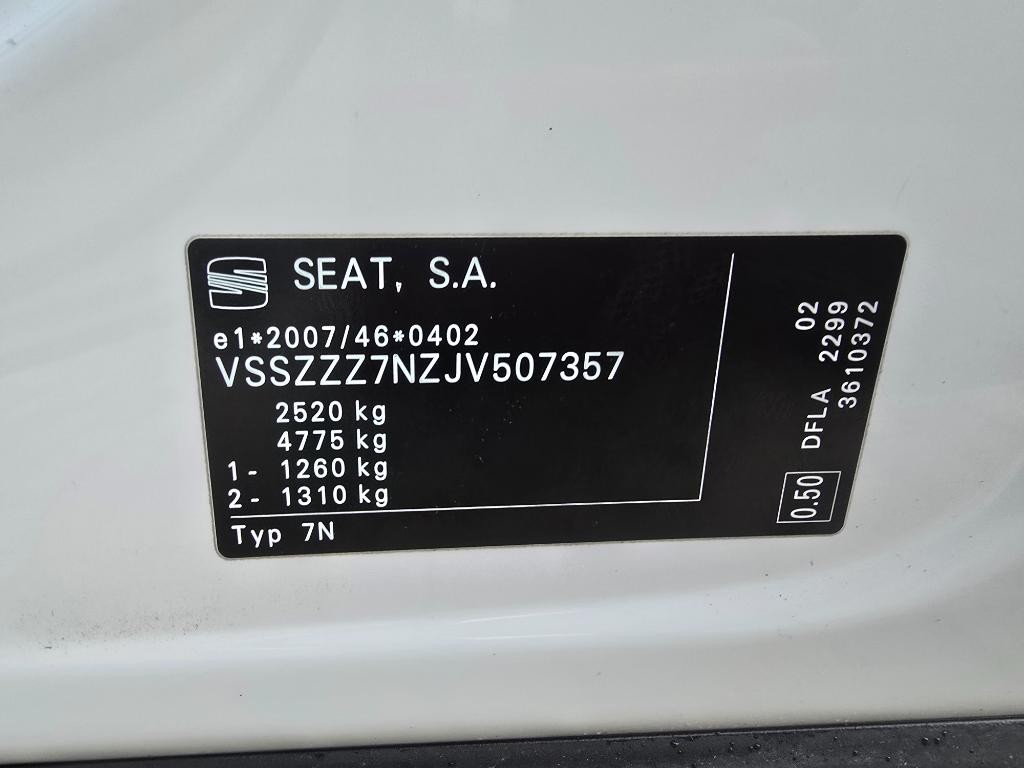 SEAT, S.A.
e1*2007/46*0402
VSSZZZ7NZJV507357
2520 kg
4775 kg
1- 1260 kg
2- 1310 kg
Typ 7N
02
DFLA 2299
3610372
0.50